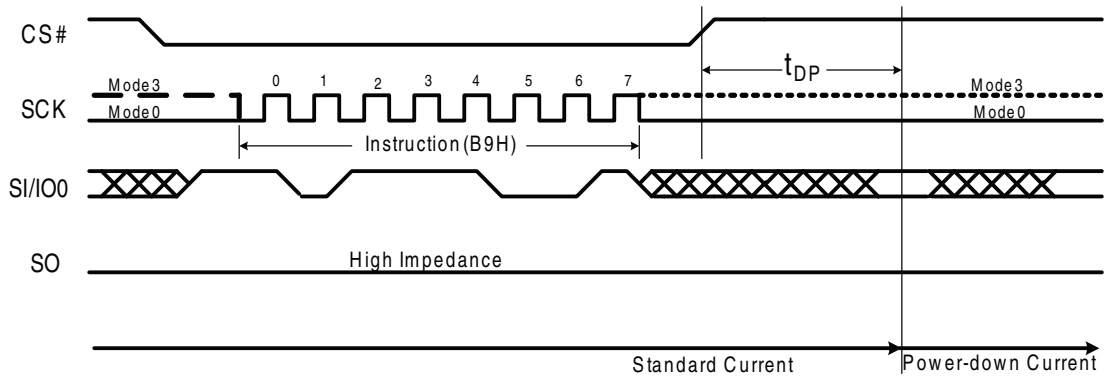 CS#
t_DP
0 1 2 3 4 5 6 7
Mode3 Mode3
SCK
Mode0 Mode0
Instruction(B9H)
SI/IO0
SO
High Impedance
Standard Current
Power-down Current